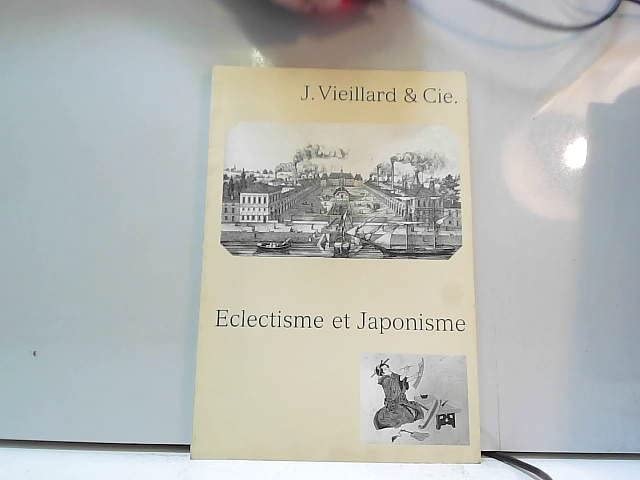 J. Vieillard & Cie.
Eclectisme et Japonisme